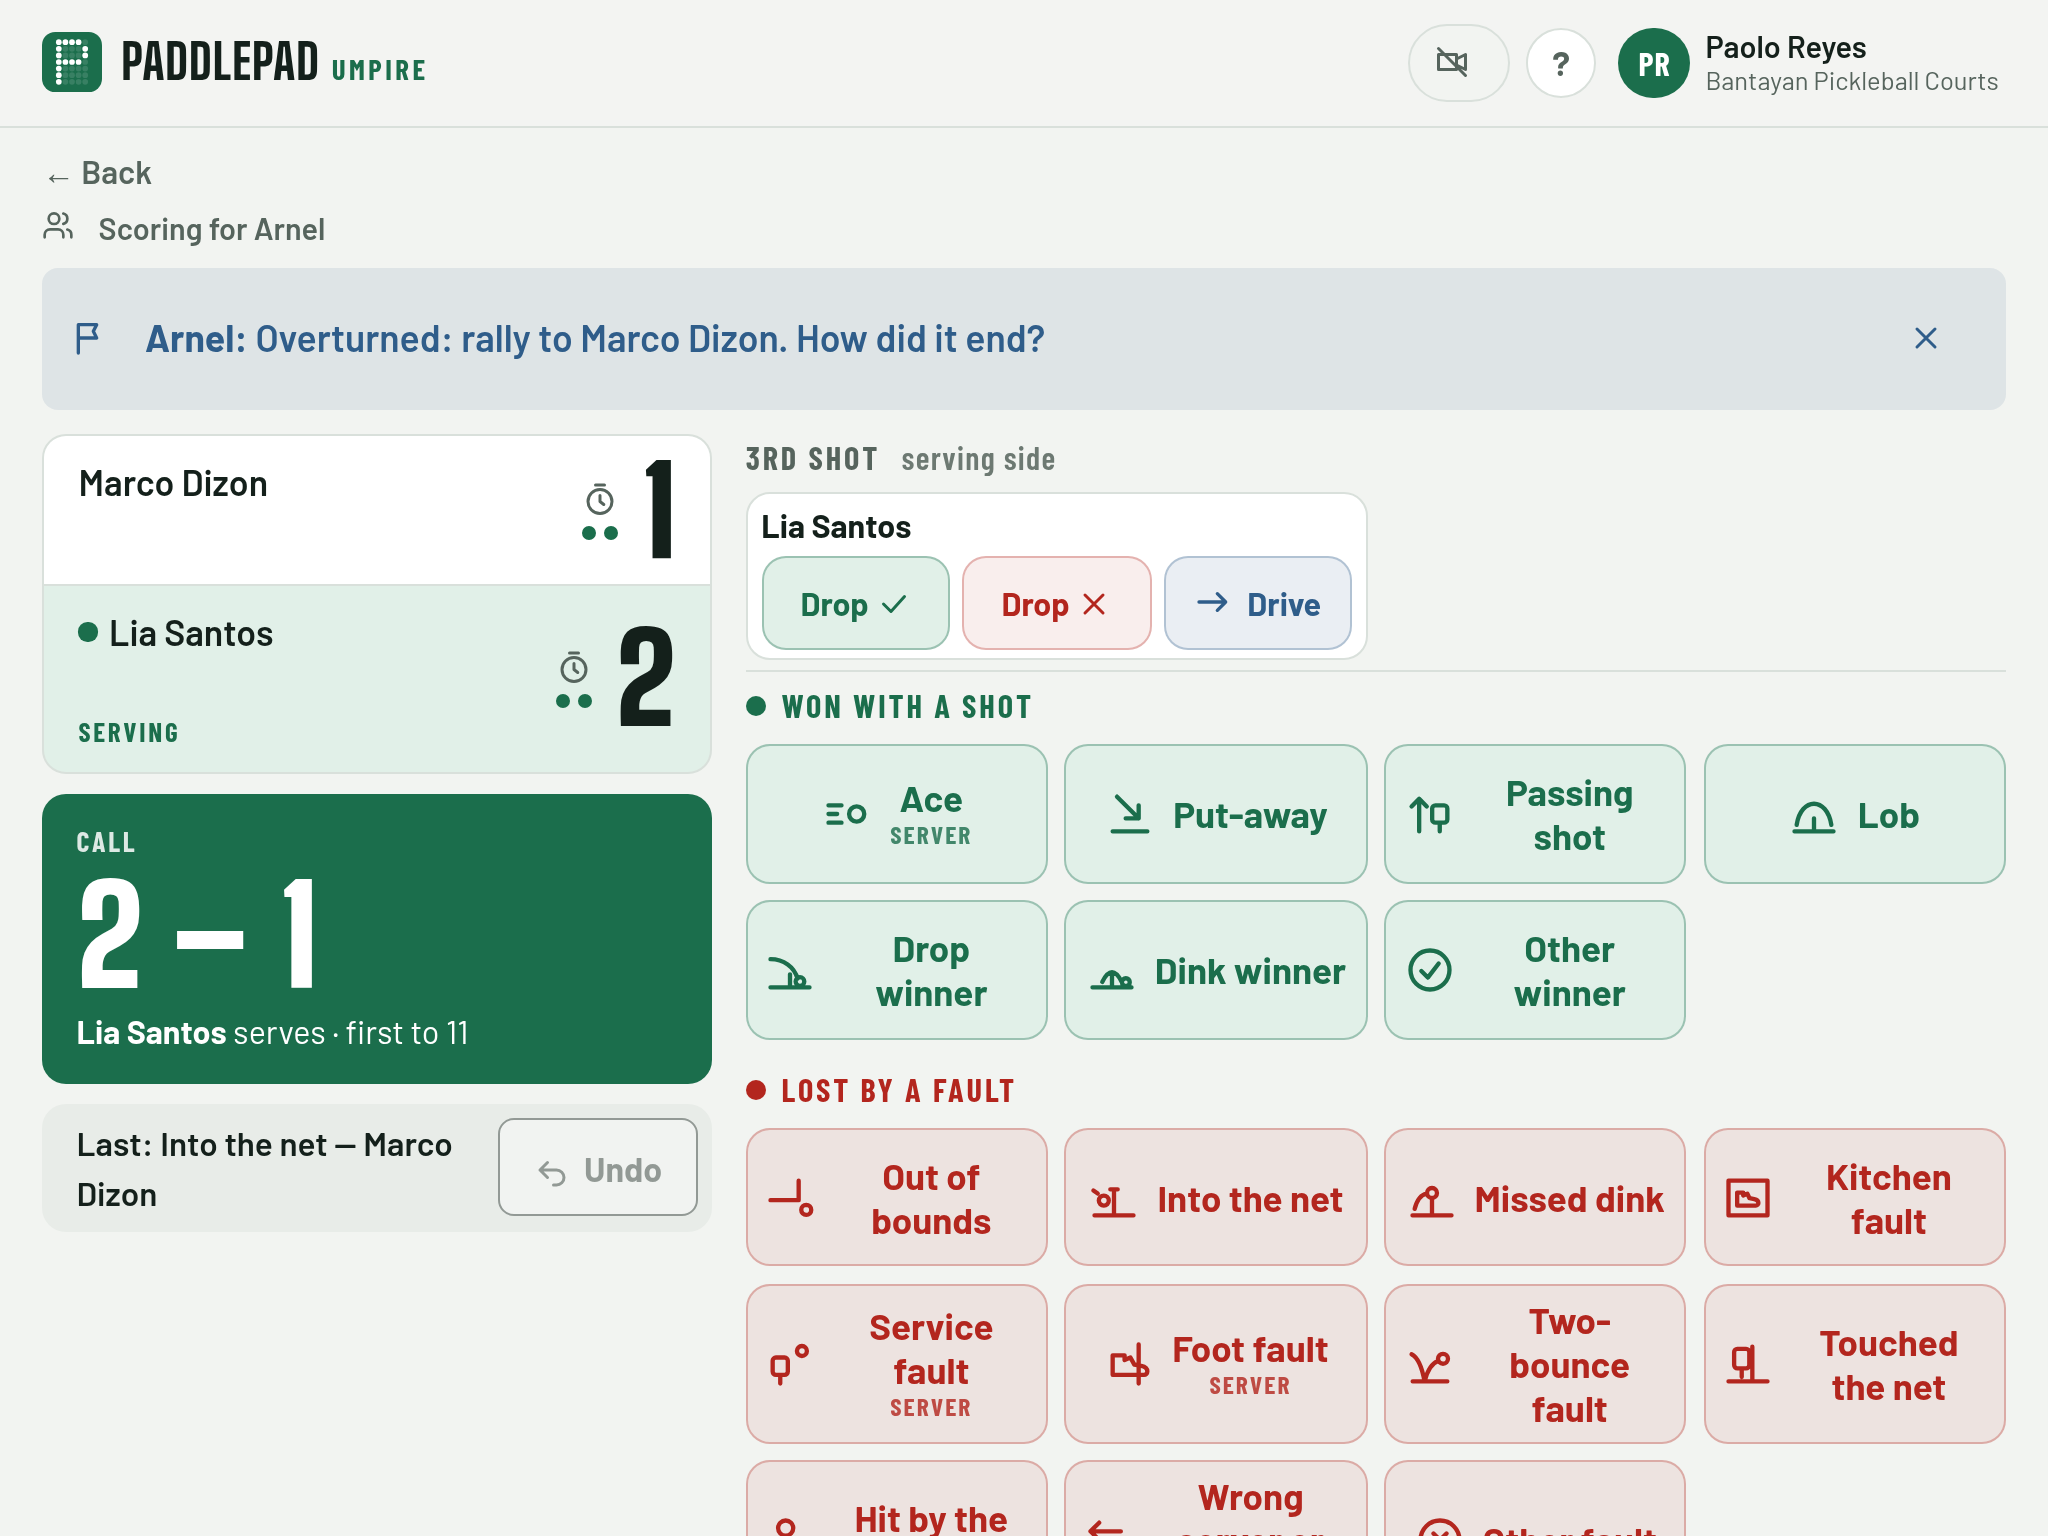 PADDLEPAD UMPIRE
?
PR
Paolo Reyes
Bantayan Pickleball Courts
← Back
Scoring for Arnel
Arnel: Overturned: rally to Marco Dizon. How did it end?
Marco Dizon
1
Lia Santos
2
SERVING
CALL
2 – 1
Lia Santos serves · first to 11
Last: Into the net — Marco
Dizon
Undo
3RD SHOT serving side
Lia Santos
Drop
Drop
Drive
WON WITH A SHOT
Ace
SERVER
Put-away
Passing
shot
Lob
Drop
winner
Dink winner
Other
winner
LOST BY A FAULT
Out of
bounds
Into the net
Missed dink
Kitchen
fault
Service
fault
SERVER
Foot fault
SERVER
Two-
bounce
fault
Touched
the net
Hit by the
Wrong
server or
Other fault